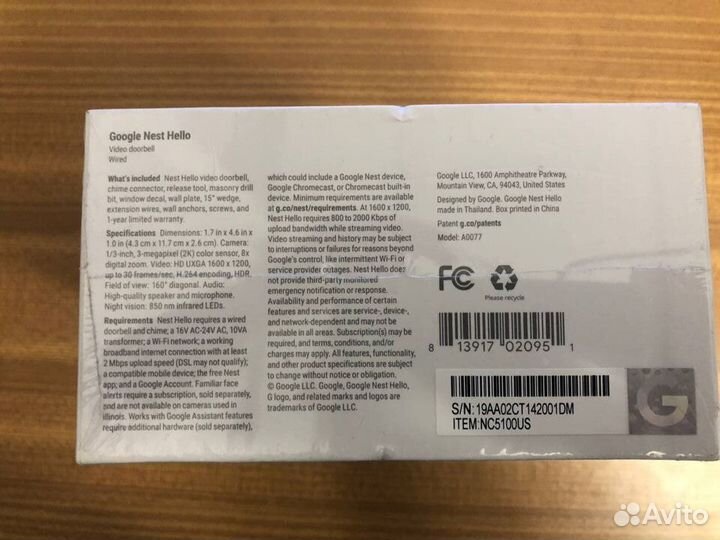 Google Nest Hello
Video doorbell
Wired
What's included Nest Hello video doorbell,
chime connector, release tool, masonry drill
bit, window decal, wall plate, 15° wedge,
extension wires, wall anchors, screws, and
1-year limited warranty.
Specifications Dimensions: 1.7 in x 4.6 in x
1.0 in (4.3 cm x 11.7 cm x 2.6 cm). Camera:
1/3-inch, 3-megapixel (2K) color sensor, 8x
digital zoom. Video: HD UXGA 1600 x 1200,
up to 30 frames/sec, H.264 encoding, HDR.
Field of view: 160° diagonal. Audio:
High-quality speaker and microphone.
Night vision: 850 nm infrared LEDs.
Requirements Nest Hello requires a wired
doorbell and chime; a 16V AC-24V AC, 10VA
transformer; a Wi-Fi network; a working
broadband internet connection with at least
2 Mbps upload speed (DSL may not qualify);
a compatible mobile device; the free Nest
app; and a Google Account. Familiar face
alerts require a subscription, sold separately,
and are not available on cameras used in
Illinois. Works with Google Assistant features
require additional hardware (sold separately),
which could include a Google Nest device,
Google Chromecast, or Chromecast built-in
device. Minimum requirements are available
at g.co/nest/requirements. At 1600 x 1200,
Nest Hello requires 800 to 2000 Kbps of
upload bandwidth while streaming video.
Video streaming and history may be subject
to interruptions or failures for reasons beyond
Google's control, like intermittent Wi-Fi or
service provider outages. Nest Hello does
not provide third-party monitored
emergency notification or response.
Availability and performance of certain
features and services are service-, device-,
and network-dependent and may not be
available in all areas. Subscription(s) may be
required, and terms, conditions, and/or
charges may apply. All features, functionality,
and other product specifications are subject
to change without notice or obligation.
© Google LLC. Google, Google Nest Hello,
G logo, and related marks and logos are
trademarks of Google LLC.
Google LLC, 1600 Amphitheatre Parkway,
Mountain View, CA, 94043, United States
Designed by Google. Google Nest Hello
made in Thailand. Box printed in China
Patent g.co/patents
Model: A0077
FC
Please recycle
8 13917 02095 1
S/N:19AA02CT142001DM
ITEM:NC5100US
G
Avito